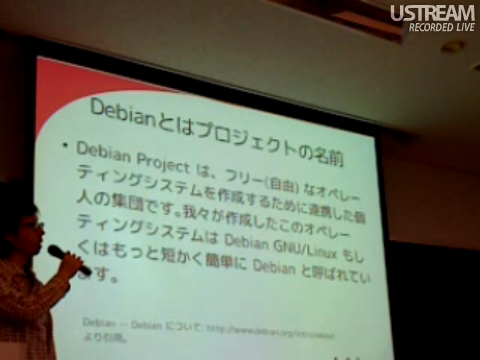 USTREAM
RECORDED LIVE
Debianとはプロジェクトの名前
• Debian Project は、フリー(自由) なオペレー
ティングシステムを作成するために連携した個
人の集団です。我々が作成したこのオペレー
ティングシステムは Debian GNU/Linux もし
くはもっと短かく簡単に Debian と呼ばれてい
ます。
Debian -- Debian について http://www.debian.org/intro/about
より引用。